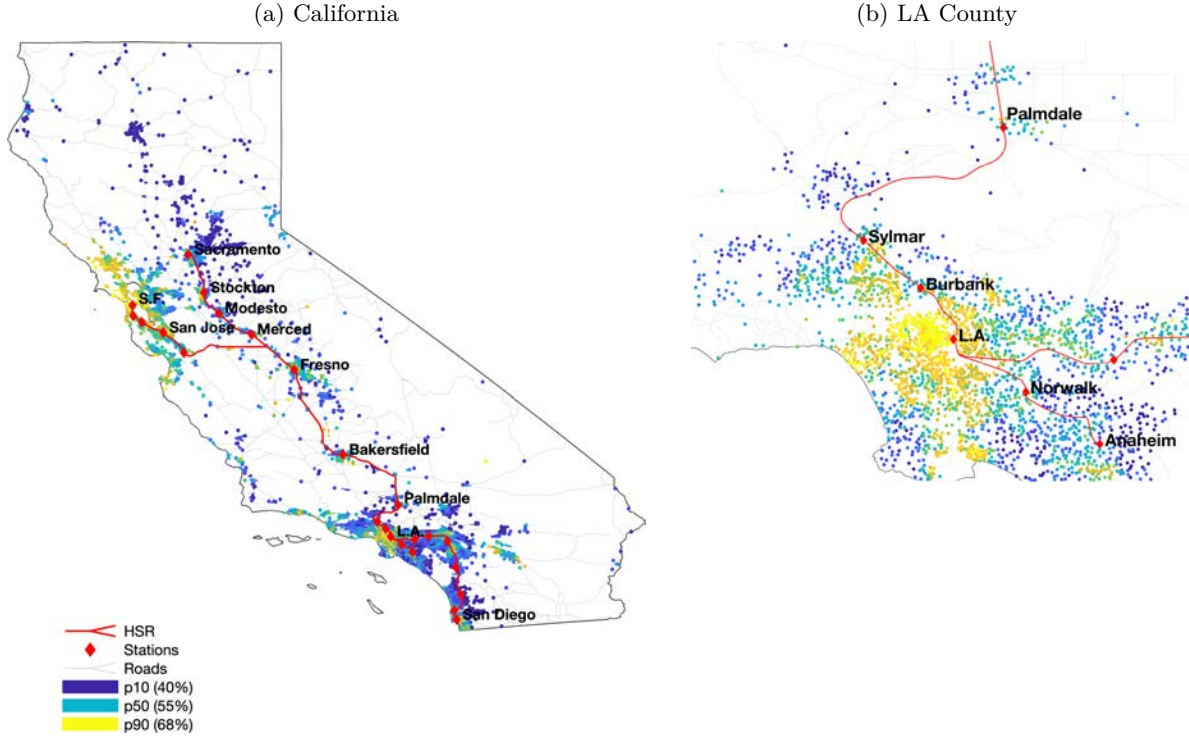 (a) California
(b) LA County
Sacramento
Stockton
S.F.
Modesto
San Jose
Merced
Fresno
Bakersfield
Palmdale
L.A.
San Diego
HSR
Stations
Roads
p10 (40%)
p50 (55%)
p90 (68%)
Palmdale
Sylmar
Burbank
L.A.
Norwalk
Anaheim